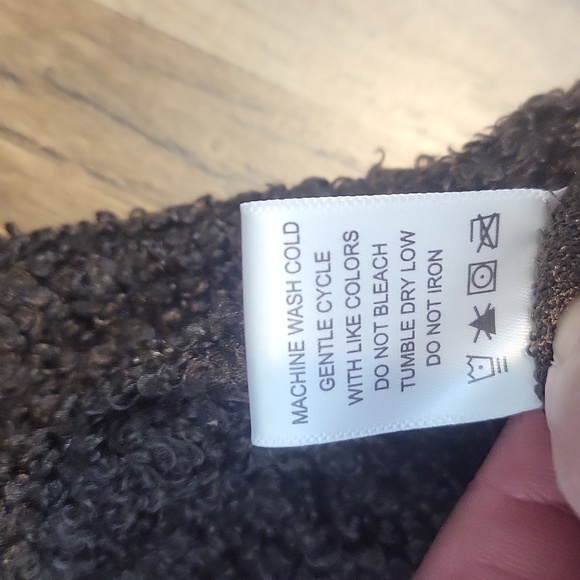 MACHINE WASH COLD
GENTLE CYCLE
WITH LIKE COLORS
DO NOT BLEACH
TUMBLE DRY LOW
DO NOT IRON